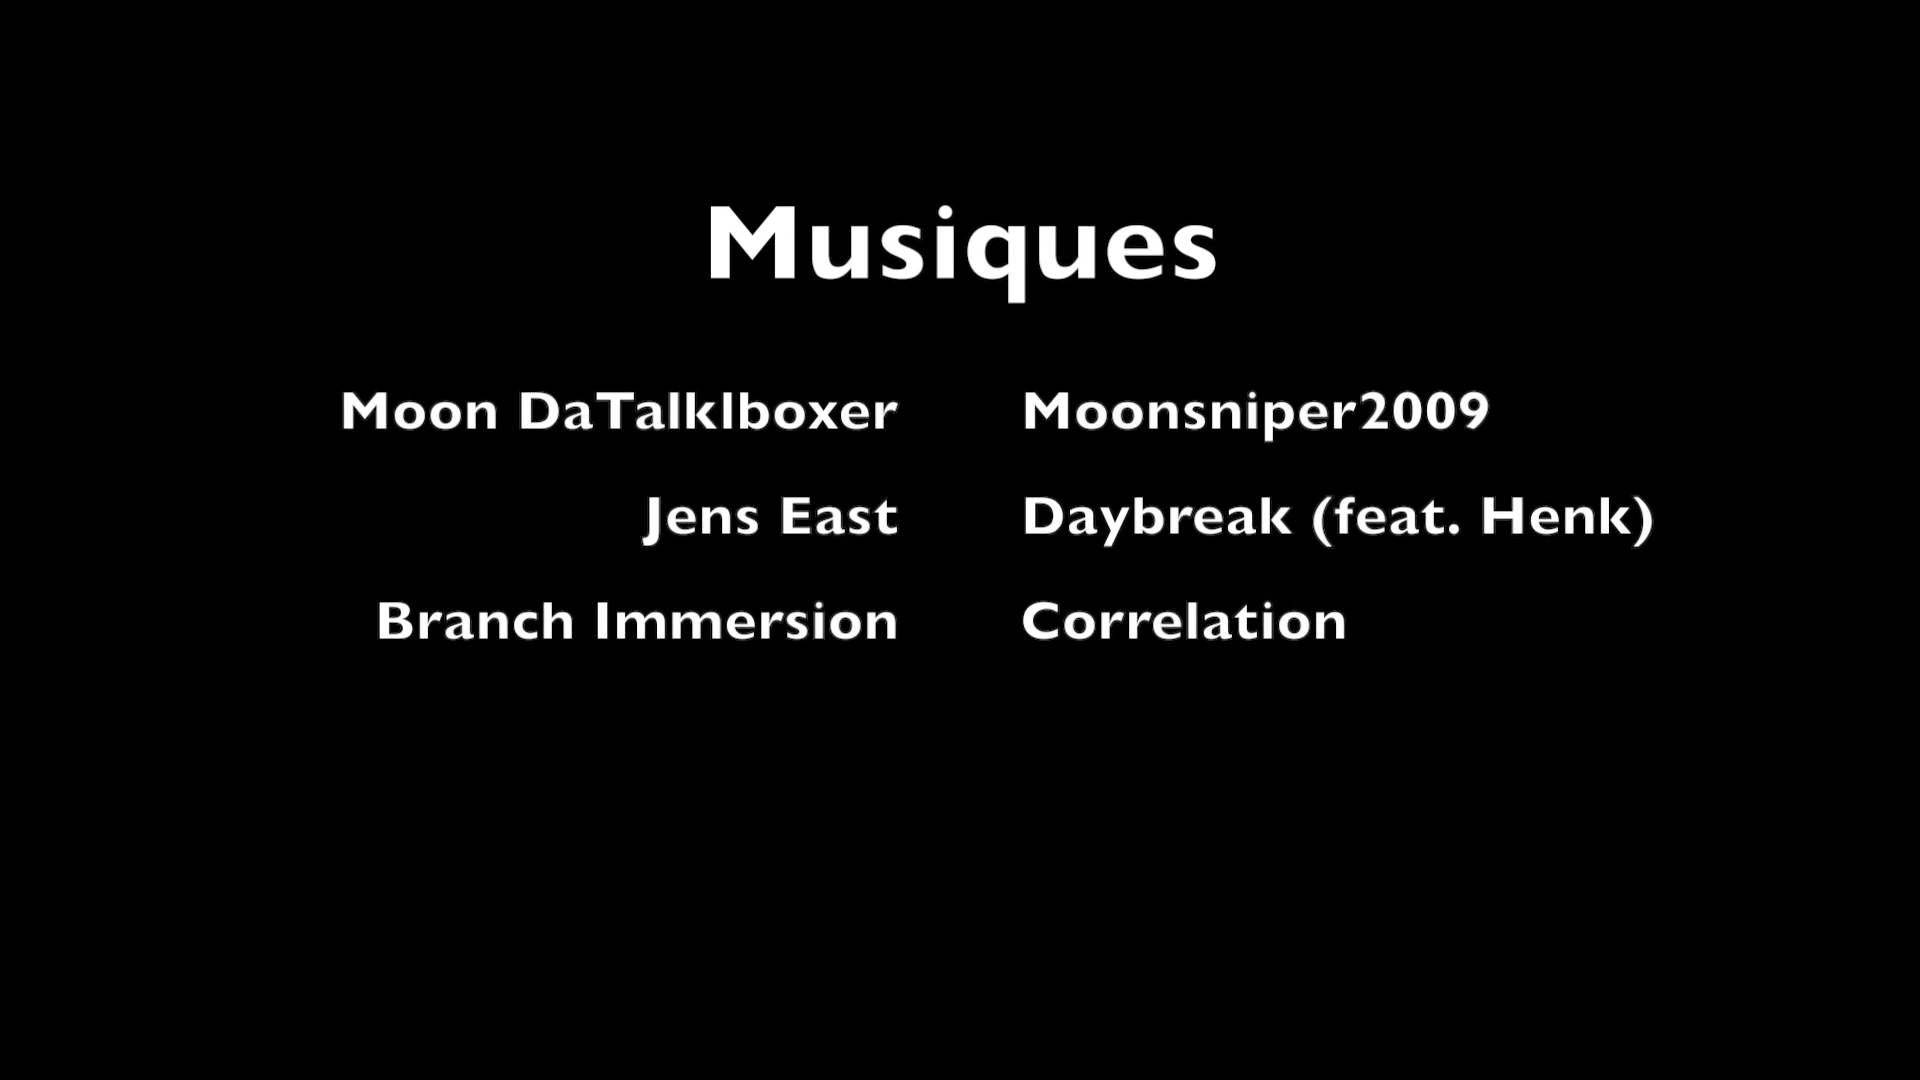 Musiques
Moon DaTalklboxer Moonsniper2009
Jens East Daybreak (feat. Henk)
Branch Immersion Correlation